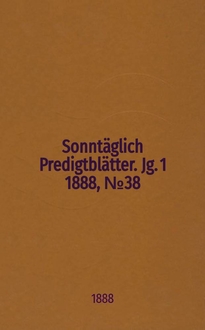 Sonntäglich
Predigtblätter. Jg. 1
1888, №38
1888